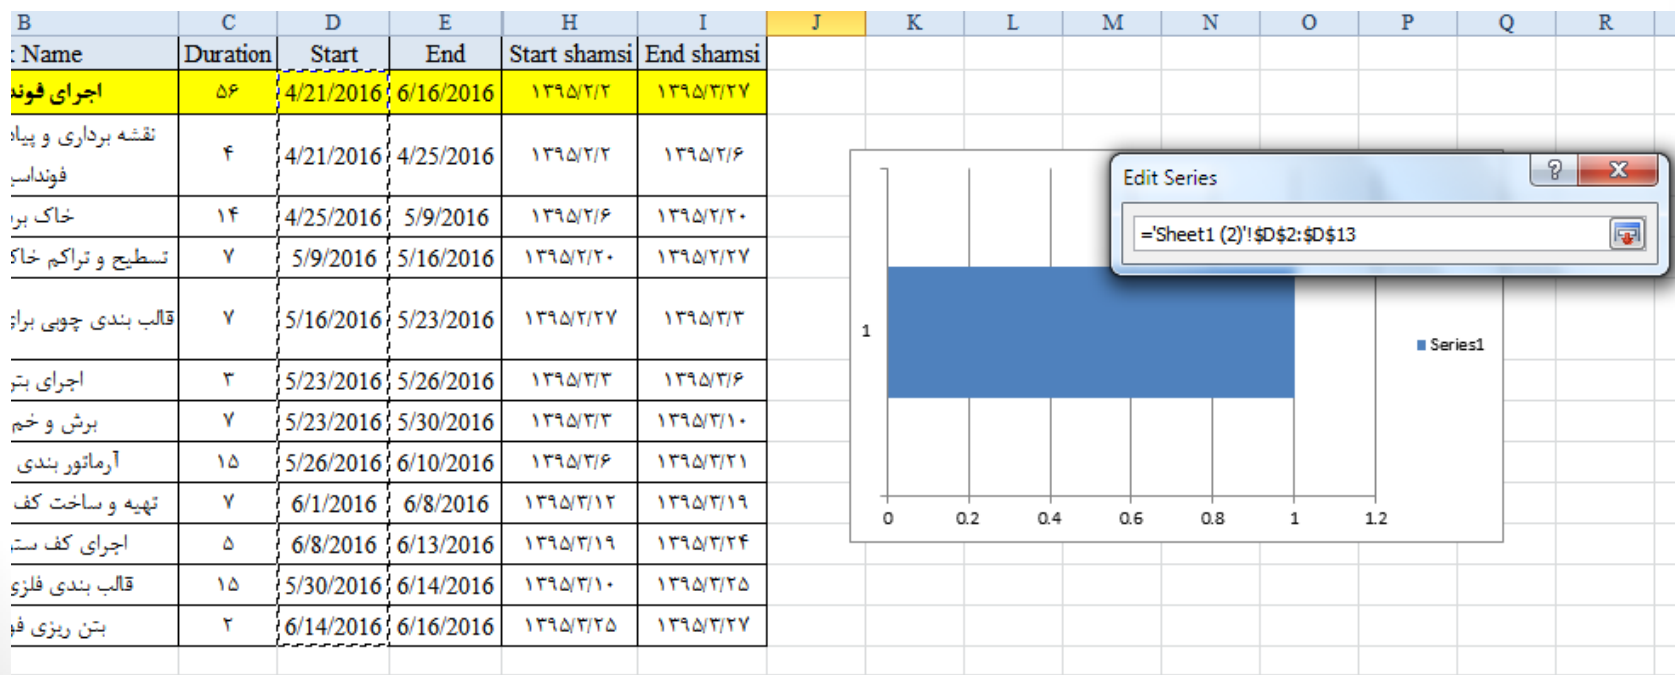 B C D E H I J K L M N O P Q R
Name Duration Start End Start shamsi End shamsi
اجرای ۵۶ 4/21/2016 6/16/2016 ۱۳۹۵/۲/۲ ۱۳۹۵/۳/۲۷
نقشه برداری و
۴ 4/21/2016 4/25/2016 ۱۳۹۵/۲/۲ ۱۳۹۵/۲/۶
خاک ۱۴ 4/25/2016 5/9/2016 ۱۳۹۵/۲/۶ ۱۳۹۵/۲/۲۰
تسطیح و تراکم ۷ 5/9/2016 5/16/2016 ۱۳۹۵/۲/۲۰ ۱۳۹۵/۲/۲۷
قالب بندی چوبی ۷ 5/16/2016 5/23/2016 ۱۳۹۵/۲/۲۷ ۱۳۹۵/۳/۳
اجرای ۳ 5/23/2016 5/26/2016 ۱۳۹۵/۳/۳ ۱۳۹۵/۳/۶
برش و خم ۷ 5/23/2016 5/30/2016 ۱۳۹۵/۳/۳ ۱۳۹۵/۳/۱۰
آرماتور بندی ۱۵ 5/26/2016 6/10/2016 ۱۳۹۵/۳/۶ ۱۳۹۵/۳/۲۱
تهیه و ساخت کف ۷ 6/1/2016 6/8/2016 ۱۳۹۵/۳/۱۲ ۱۳۹۵/۳/۱۹
اجرای کف ۵ 6/8/2016 6/13/2016 ۱۳۹۵/۳/۱۹ ۱۳۹۵/۳/۲۴
قالب بندی فلزی ۱۵ 5/30/2016 6/14/2016 ۱۳۹۵/۳/۱۰ ۱۳۹۵/۳/۲۵
بتن ریزی ۲ 6/14/2016 6/16/2016 ۱۳۹۵/۳/۲۵ ۱۳۹۵/۳/۲۷
Edit Series
='Sheet1 (2)'!$D$2:$D$13
1
Series1
0 0.2 0.4 0.6 0.8 1 1.2